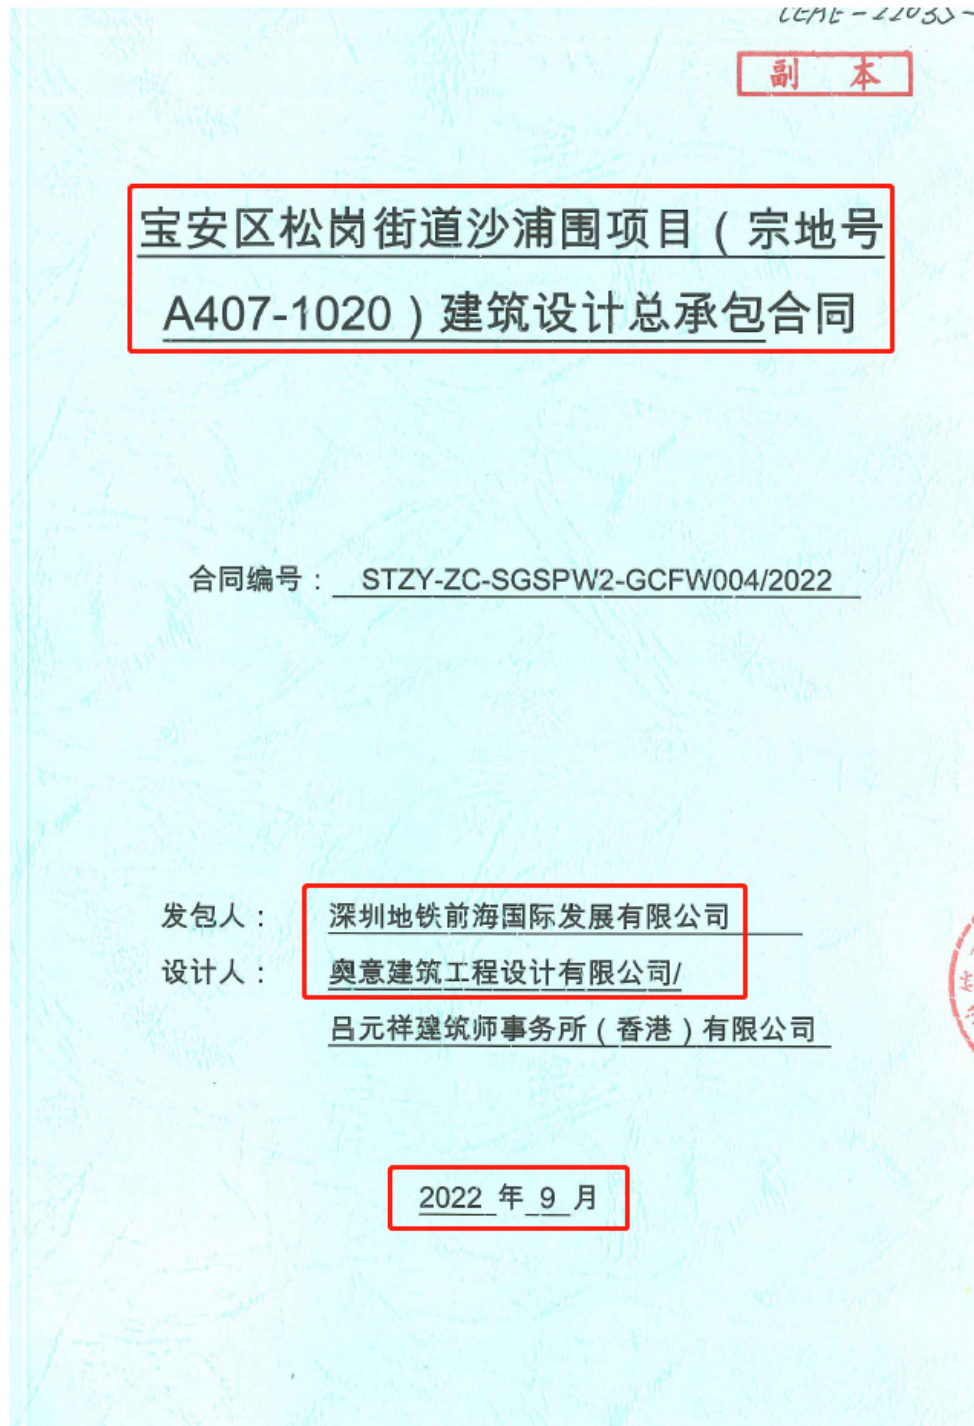 副 本
宝安区松岗街道沙浦围项目（宗地号
A407-1020）建筑设计总承包合同
合同编号： STZY-ZC-SGSPW2-GCFW004/2022
发包人： 深圳地铁前海国际发展有限公司
设计人： 奥意建筑工程设计有限公司/
吕元祥建筑师事务所（香港）有限公司
2022 年 9 月